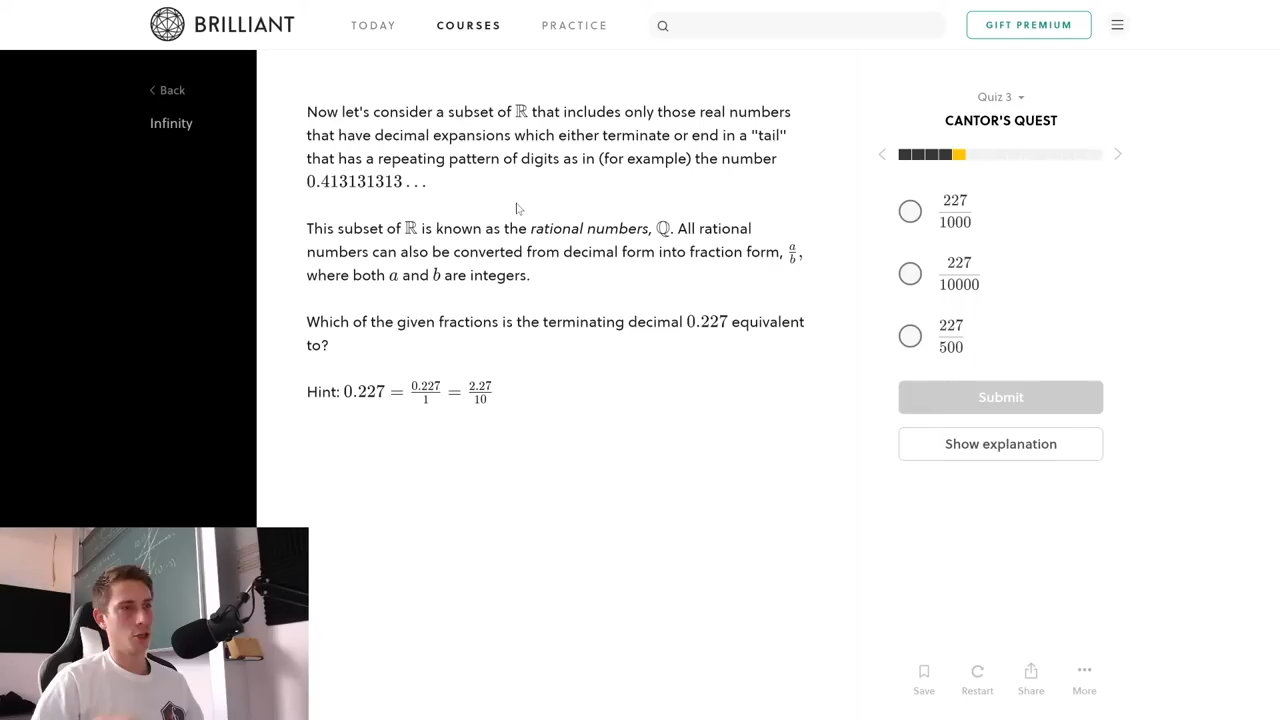 BRILLIANT
TODAY
COURSES
PRACTICE
GIFT PREMIUM
Back
Infinity
Now let's consider a subset of ℝ that includes only those real numbers
that have decimal expansions which either terminate or end in a "tail"
that has a repeating pattern of digits as in (for example) the number
0.413131313...
This subset of ℝ is known as the rational numbers, ℚ. All rational
numbers can also be converted from decimal form into fraction form, a/b,
where both a and b are integers.
Which of the given fractions is the terminating decimal 0.227 equivalent
to?
Hint: 0.227 = 0.227/1 = 2.27/10
Quiz 3
CANTOR'S QUEST
227
1000
227
10000
227
500
Submit
Show explanation
Save
Restart
Share
More